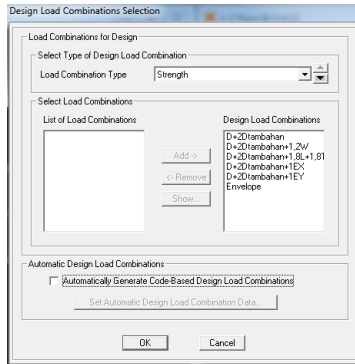 Design Load Combinations Selection
Load Combinations for Design
Select Type of Design Load Combination
Load Combination Type
Strength
Select Load Combinations
List of Load Combinations
Design Load Combinations
D+2Dtambahan
D+2Dtambahan+1,2W
D+2Dtambahan+1,8L+1,8T
D+2Dtambahan+1EX
D+2Dtambahan+1EY
Envelope
Add ->
<- Remove
Show...
Automatic Design Load Combinations
Automatically Generate Code-Based Design Load Combinations
Set Automatic Design Load Combination Data...
OK
Cancel